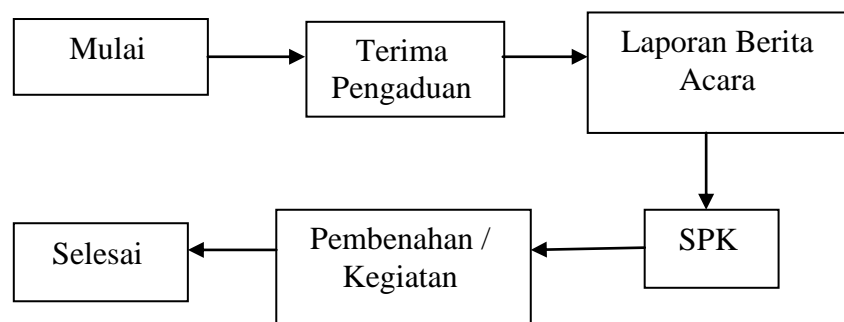 Mulai
Terima
Pengaduan
Laporan Berita
Acara
SPK
Pembenahan /
Kegiatan
Selesai